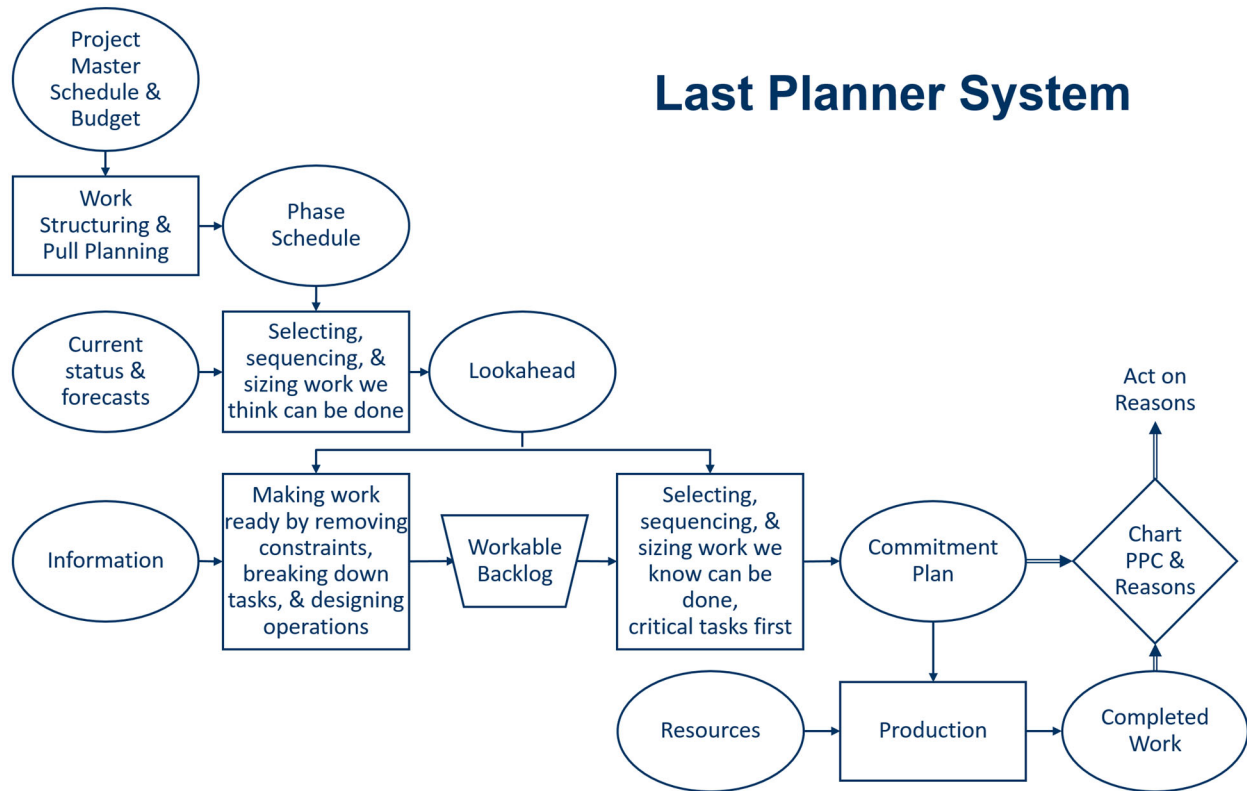 Project
Master
Schedule &
Budget
Last Planner System
Work
Structuring &
Pull Planning
Phase
Schedule
Current
status &
forecasts
Selecting,
sequencing, &
sizing work we
think can be done
Lookahead
Act on
Reasons
Information
Making work
ready by removing
constraints,
breaking down
tasks, & designing
operations
Workable
Backlog
Selecting,
sequencing, &
sizing work we
know can be
done,
critical tasks first
Commitment
Plan
Chart
PPC &
Reasons
Resources
Production
Completed
Work